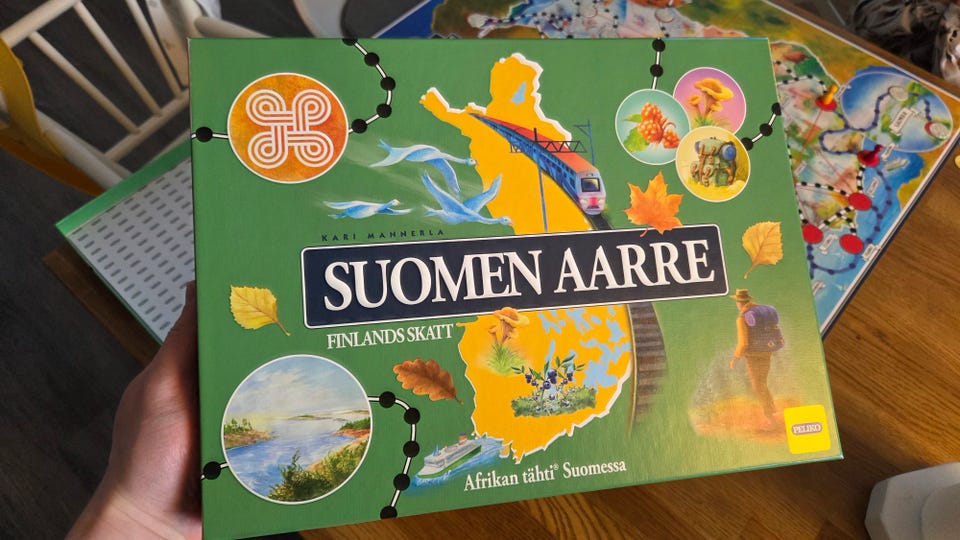 KARI MANNERLA
SUOMEN AARRE
FINLANDS SKATT
PELIKO
Afrikan tähti® Suomessa